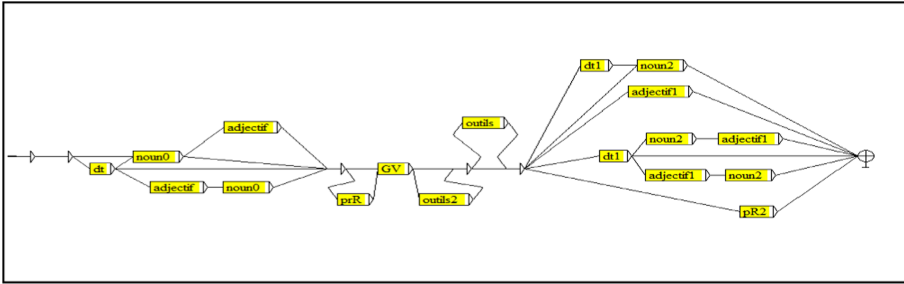 dt1 noun2
adjectif1
outils
adjectif
noun0
dt
adjectif noun0
prR
GV
outils2
dt1
noun2 adjectif1
adjectif1 noun2
pR2